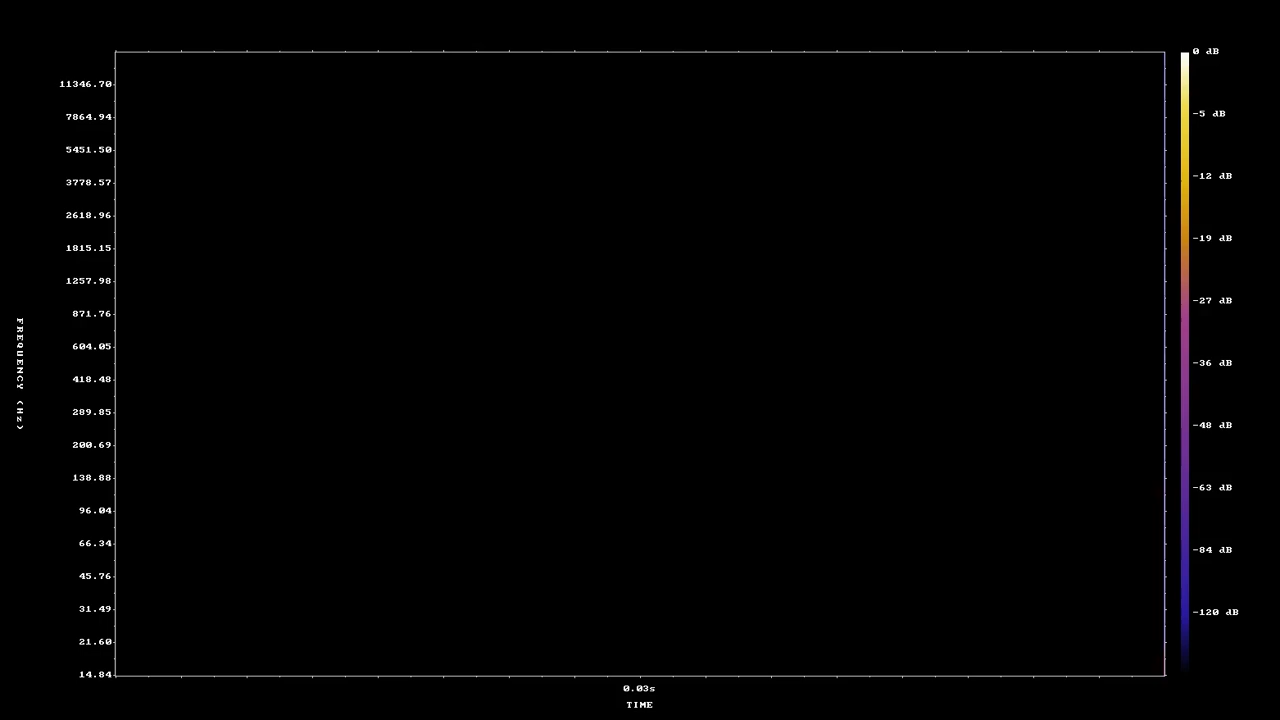 0 dB
11346.70
7864.94
-5 dB
5451.50
3778.57
-12 dB
2618.96
1815.15
-19 dB
1257.98
-27 dB
871.76
604.05
-36 dB
418.48
289.85
-48 dB
200.69
138.88
-63 dB
96.04
66.34
-84 dB
45.76
31.49
-120 dB
21.60
14.84
FREQUENCY (Hz)
0.03s
TIME